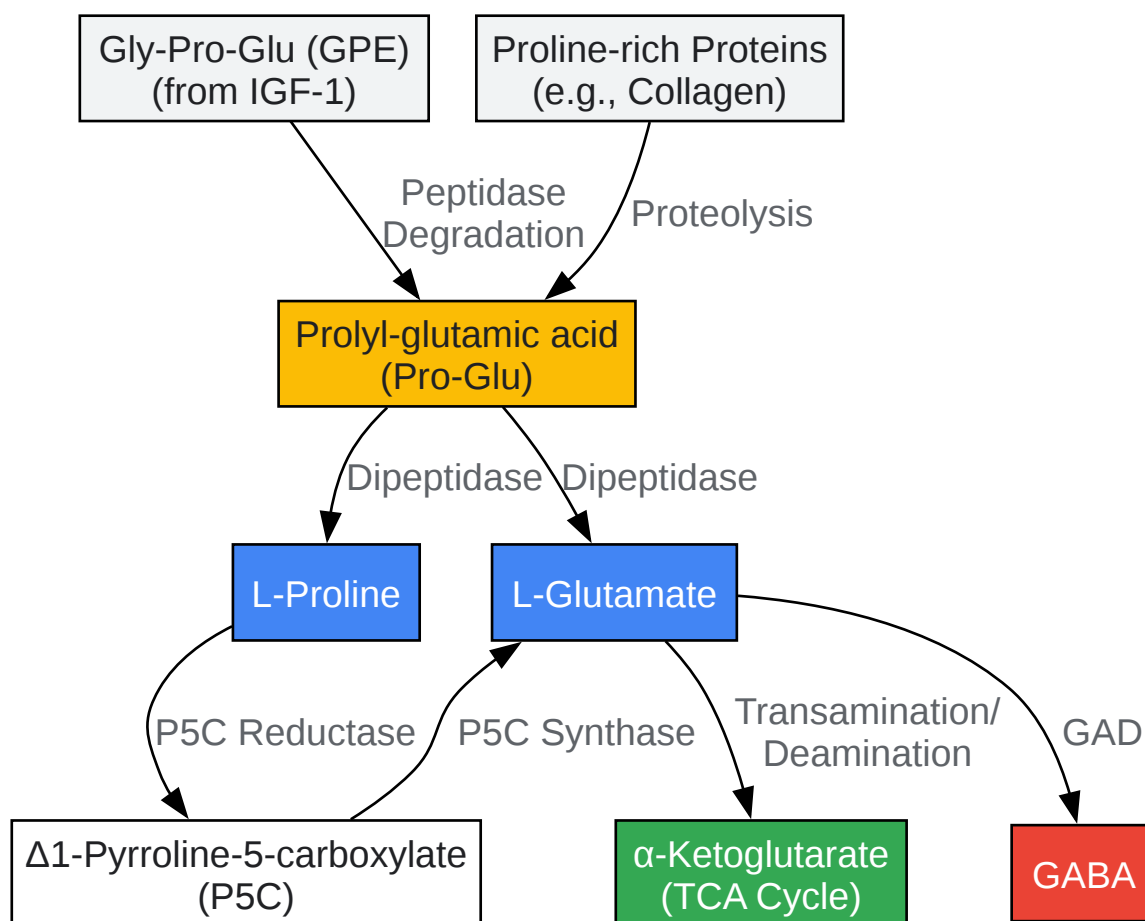 Gly-Pro-Glu (GPE)
(from IGF-1)
Proline-rich Proteins
(e.g., Collagen)
Peptidase
Degradation
Proteolysis
Prolyl-glutamic acid
(Pro-Glu)
Dipeptidase
Dipeptidase
L-Proline
L-Glutamate
P5C Reductase
P5C Synthase
Transamination/
Deamination
GAD
Δ1-Pyrroline-5-carboxylate
(P5C)
α-Ketoglutarate
(TCA Cycle)
GABA